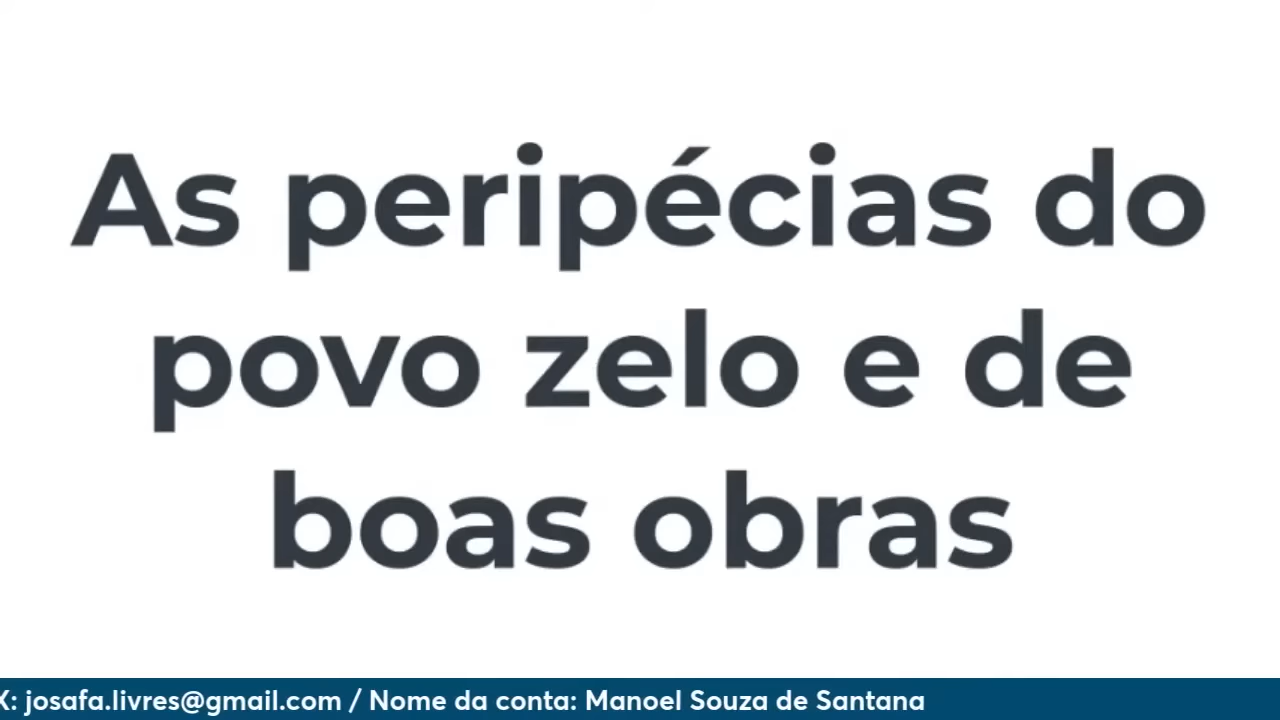 As peripécias do
povo zelo e de
boas obras
X: josafa.livres@gmail.com / Nome da conta: Manoel Souza de Santana